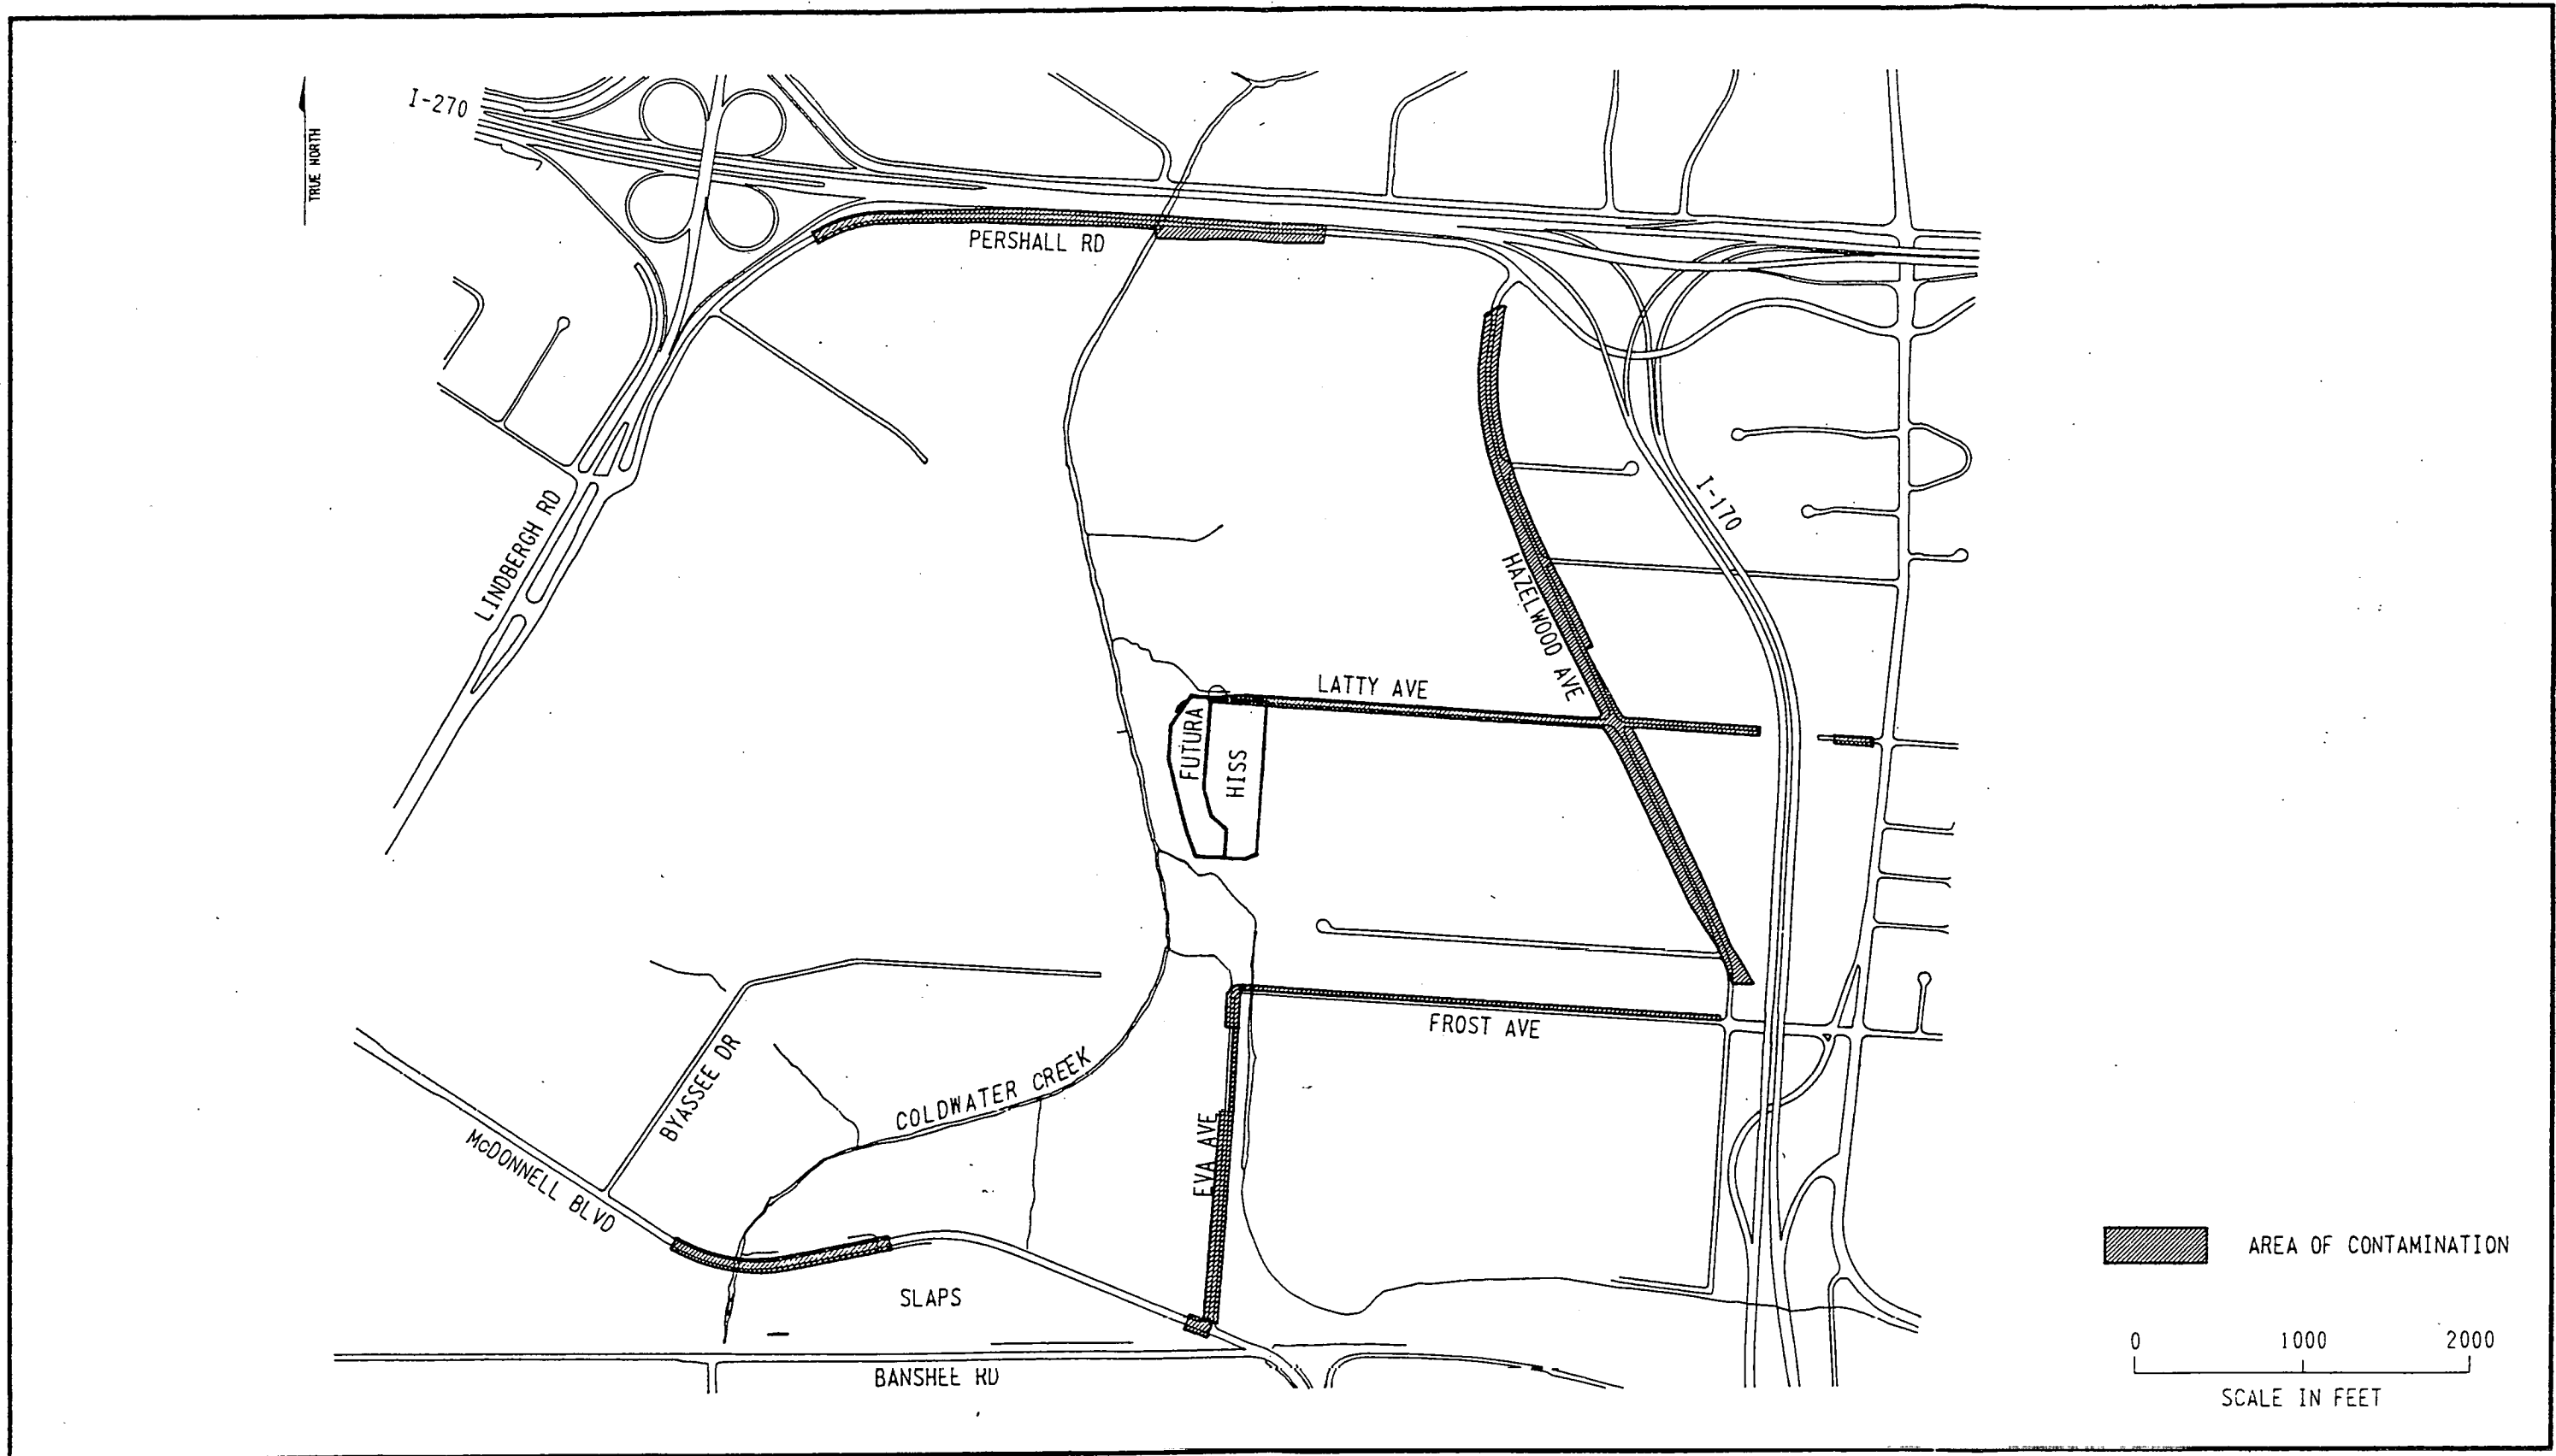 I-270
TRUE NORTH
PERSHALL RD
LINDBERGH RD
I-170
HAZELWOOD AVE
LATTY AVE
FUTURA
HISS
FROST AVE
BYASSEE DR
COLDWATER CREEK
EVA AVE
McDONNELL BLVD
SLAPS
BANSHEE RD
AREA OF CONTAMINATION
0 1000 2000
SCALE IN FEET